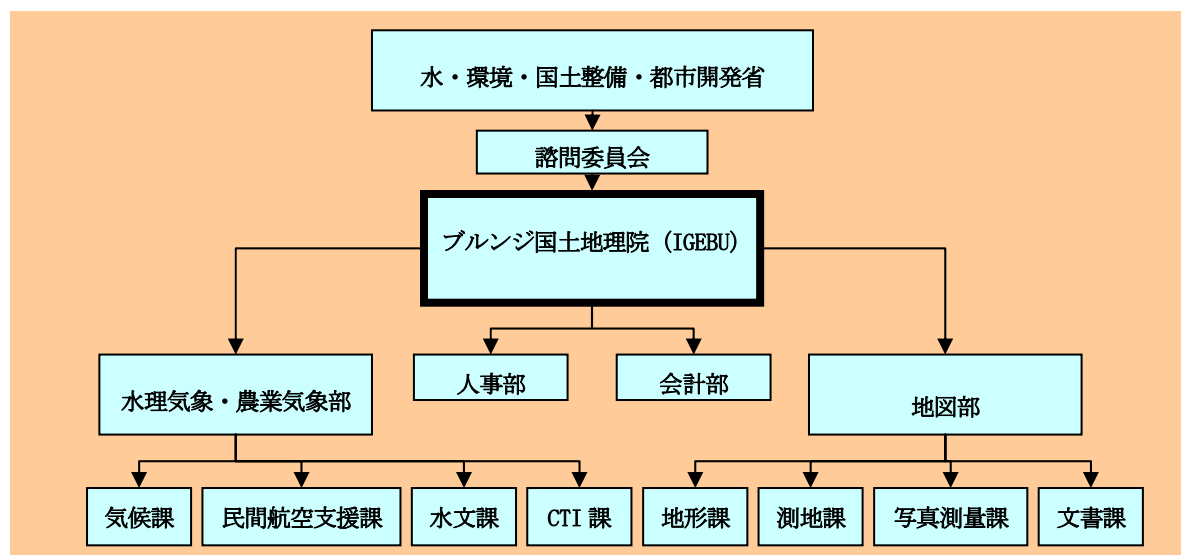 水・環境・国土整備・都市開発省
諮問委員会
ブルンジ国土地理院（IGEBU）
人事部
会計部
水理気象・農業気象部
地図部
気候課
民間航空支援課
水文課
CTI 課
地形課
測地課
写真測量課
文書課